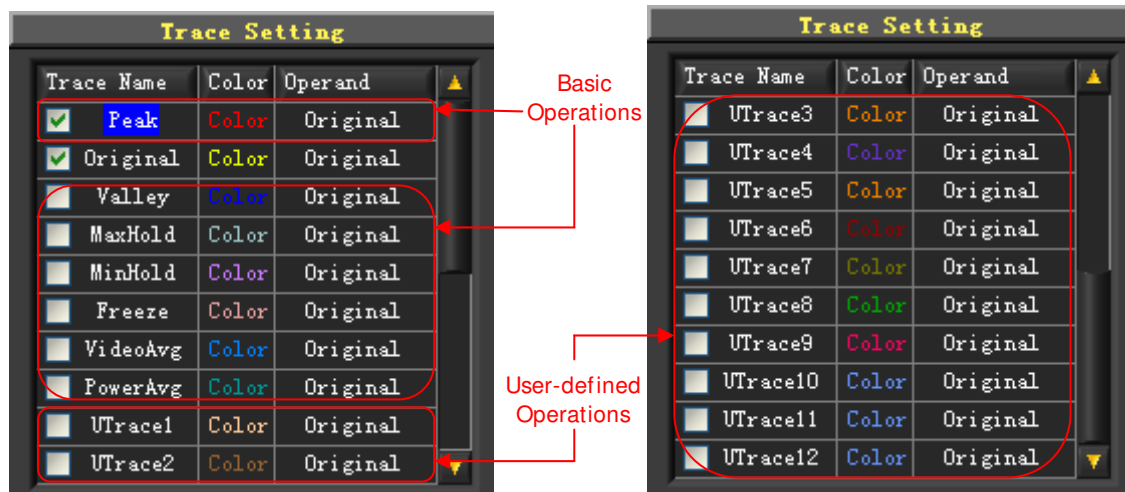 Trace Setting
Trace Name Color Operand
Peak Color Original
Original Color Original
Valley Color Original
MaxHold Color Original
MinHold Color Original
Freeze Color Original
VideoAvg Color Original
PowerAvg Color Original
UTrace1 Color Original
UTrace2 Color Original
Basic
Operations
User-defined
Operations
Trace Setting
Trace Name Color Operand
UTrace3 Color Original
UTrace4 Color Original
UTrace5 Color Original
UTrace6 Color Original
UTrace7 Color Original
UTrace8 Color Original
UTrace9 Color Original
UTrace10 Color Original
UTrace11 Color Original
UTrace12 Color Original